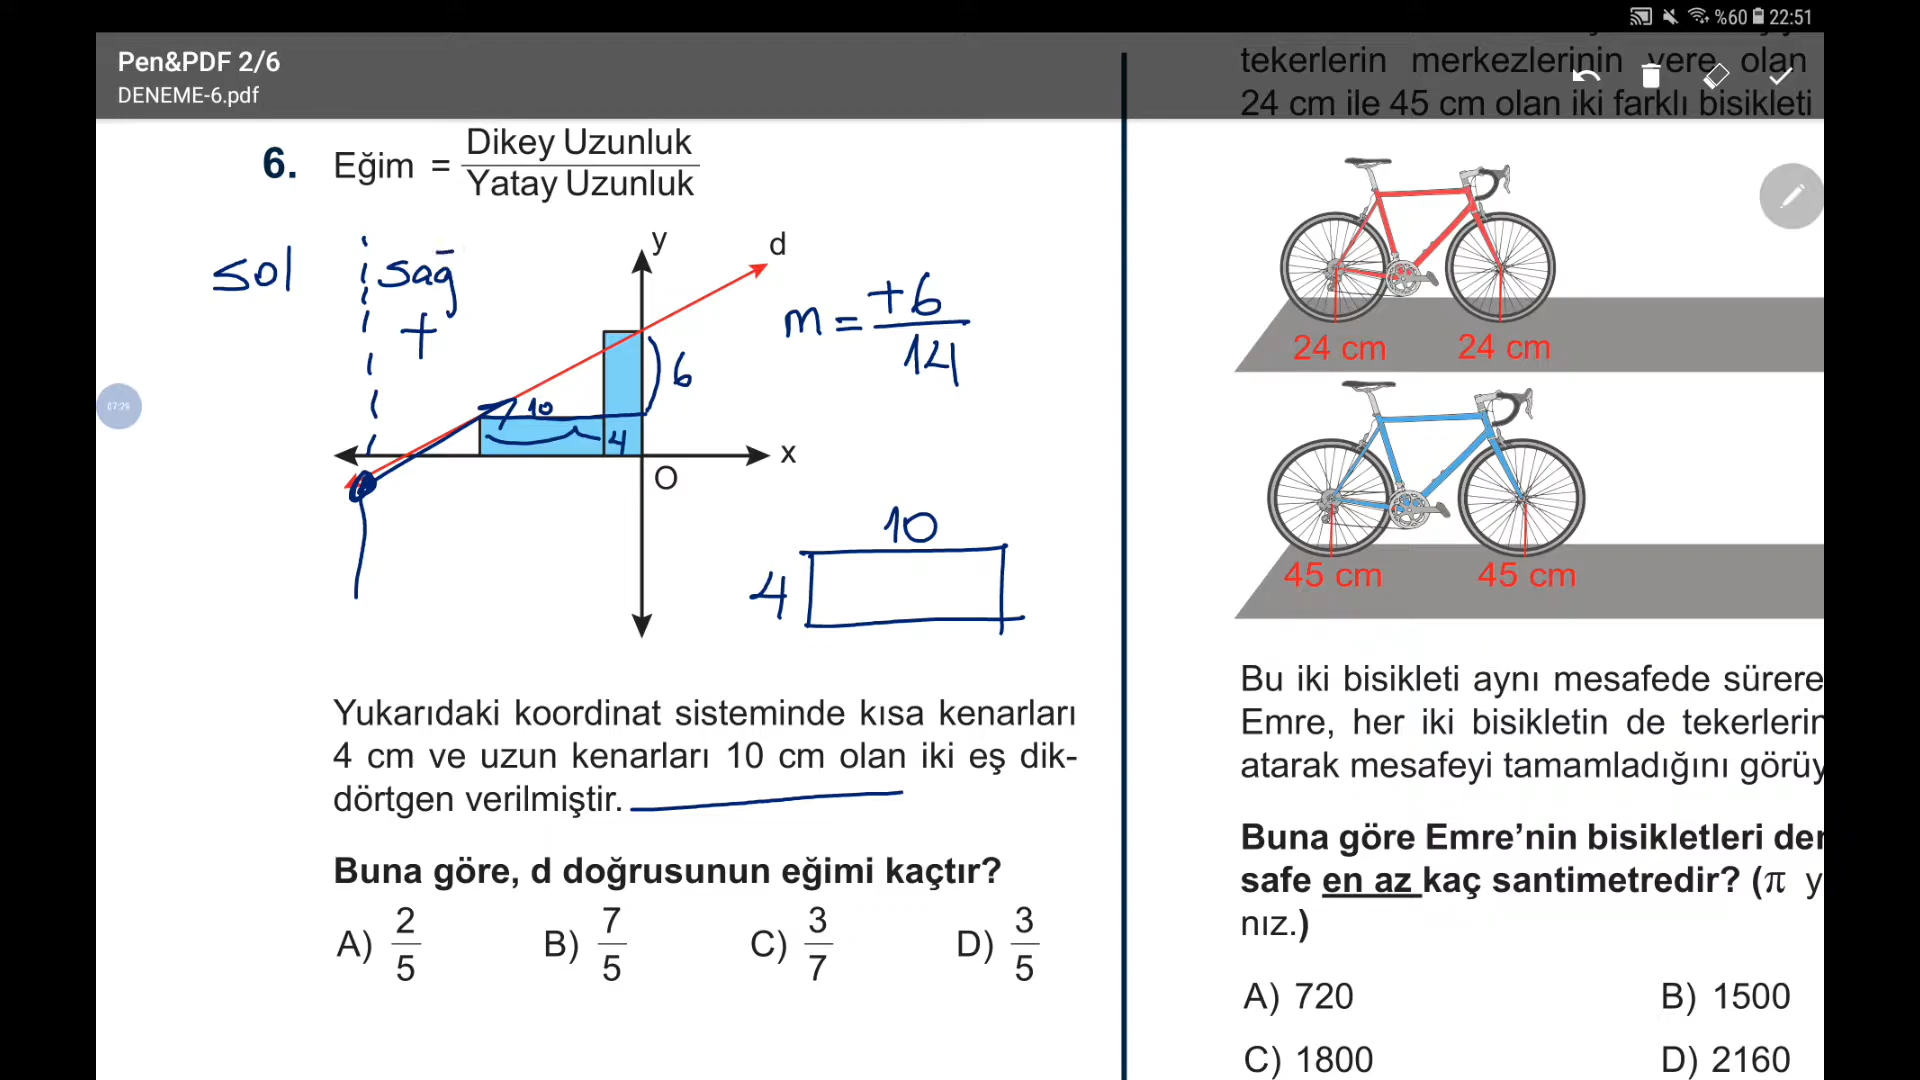 %60 22:51
Pen&PDF 2/6
DENEME-6.pdf
07:29
6. Eğim = Dikey Uzunluk
Yatay Uzunluk
sol sağ
+
y
d
m = +6
14
6
10
4
x
O
10
4
Yukarıdaki koordinat sisteminde kısa kenarları
4 cm ve uzun kenarları 10 cm olan iki eş dik-
dörtgen verilmiştir.
Buna göre, d doğrusunun eğimi kaçtır?
A) 2/5 B) 7/5 C) 3/7 D) 3/5
tekerlerin merkezlerinin yere olan
24 cm ile 45 cm olan iki farklı bisikleti
24 cm 24 cm
45 cm 45 cm
Bu iki bisikleti aynı mesafede sürere
Emre, her iki bisikletin de tekerlerin
atarak mesafeyi tamamladığını görüy
Buna göre Emre’nin bisikletleri der
safe en az kaç santimetredir? (π y
nız.)
A) 720 B) 1500
C) 1800 D) 2160